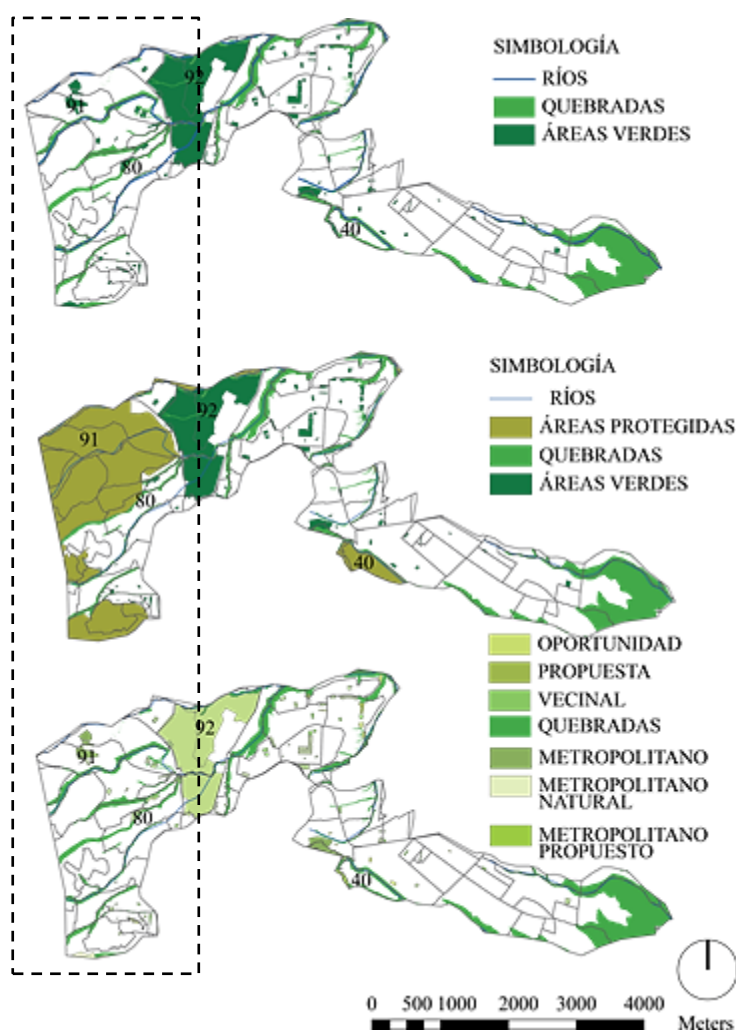 SIMBOLOGÍA
RÍOS
QUEBRADAS
ÁREAS VERDES
92
91
80
40
SIMBOLOGÍA
RÍOS
ÁREAS PROTEGIDAS
QUEBRADAS
ÁREAS VERDES
92
91
80
40
OPORTUNIDAD
PROPUESTA
VECINAL
QUEBRADAS
METROPOLITANO
METROPOLITANO
NATURAL
METROPOLITANO
PROPUESTO
92
91
80
40
0 500 1000 2000 3000 4000
Meters